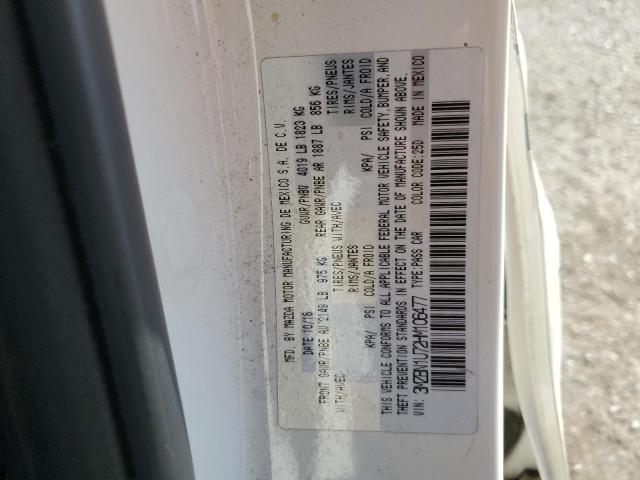 MFD. BY MAZDA MOTOR MANUFACTURING DE MEXICO S.A. DE C.V.
DATE 10/16 GVWR/PNBV 4019 LB 1823 KG
FRONT GAWR/PNBE AV 2149 LB 975 KG REAR GAWR/PNBE AR 1887 LB 856 KG
WITH/AVEC TIRES/PNEUS WITH/AVEC TIRES/PNEUS
RIMS/JANTES RIMS/JANTES
KPA/ PSI COLD/A FROID KPA/ PSI COLD/A FROID
THIS VEHICLE CONFORMS TO ALL APPLICABLE FEDERAL MOTOR VEHICLE SAFETY, BUMPER, AND
THEFT PREVENTION STANDARDS IN EFFECT ON THE DATE OF MANUFACTURE SHOWN ABOVE.
VIN: 3MZBN1U72HM106477 TYPE:PASS CAR COLOR CODE:25D MADE IN MEXICO